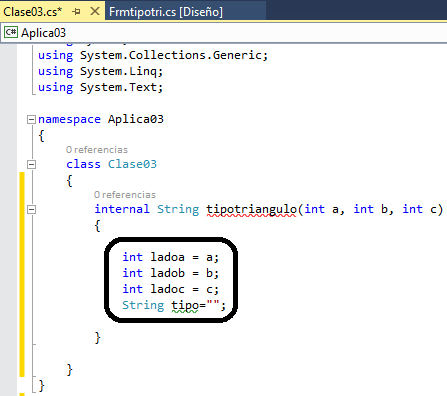 Clase03.cs* Frmtipotri.cs [Diseño]
C# Aplica03
using System.Collections.Generic;
using System.Linq;
using System.Text;
namespace Aplica03
{
0 referencias
class Clase03
{
0 referencias
internal String tipotriangulo(int a, int b, int c)
{
int ladoa = a;
int ladob = b;
int ladoc = c;
String tipo="";
}
}
}